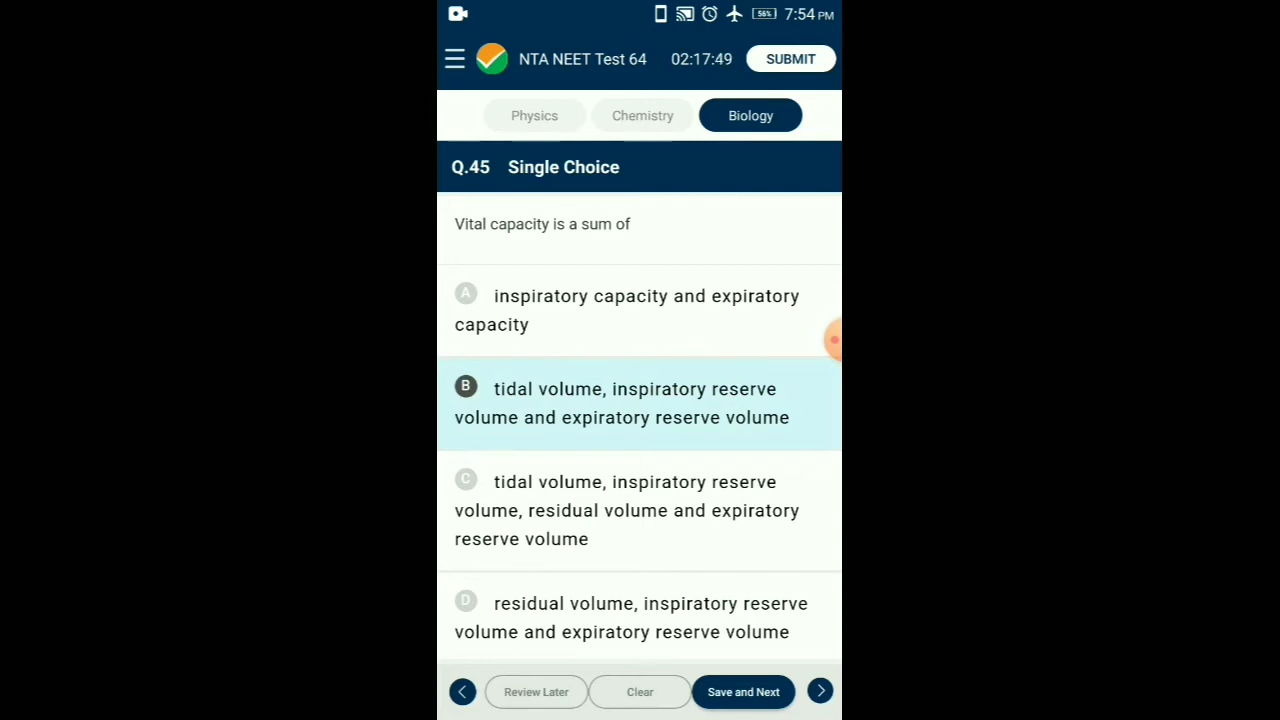 56% 7:54 PM
NTA NEET Test 64 02:17:49 SUBMIT
Physics Chemistry Biology
Q.45 Single Choice
Vital capacity is a sum of
A inspiratory capacity and expiratory
capacity
B tidal volume, inspiratory reserve
volume and expiratory reserve volume
C tidal volume, inspiratory reserve
volume, residual volume and expiratory
reserve volume
D residual volume, inspiratory reserve
volume and expiratory reserve volume
Review Later Clear Save and Next